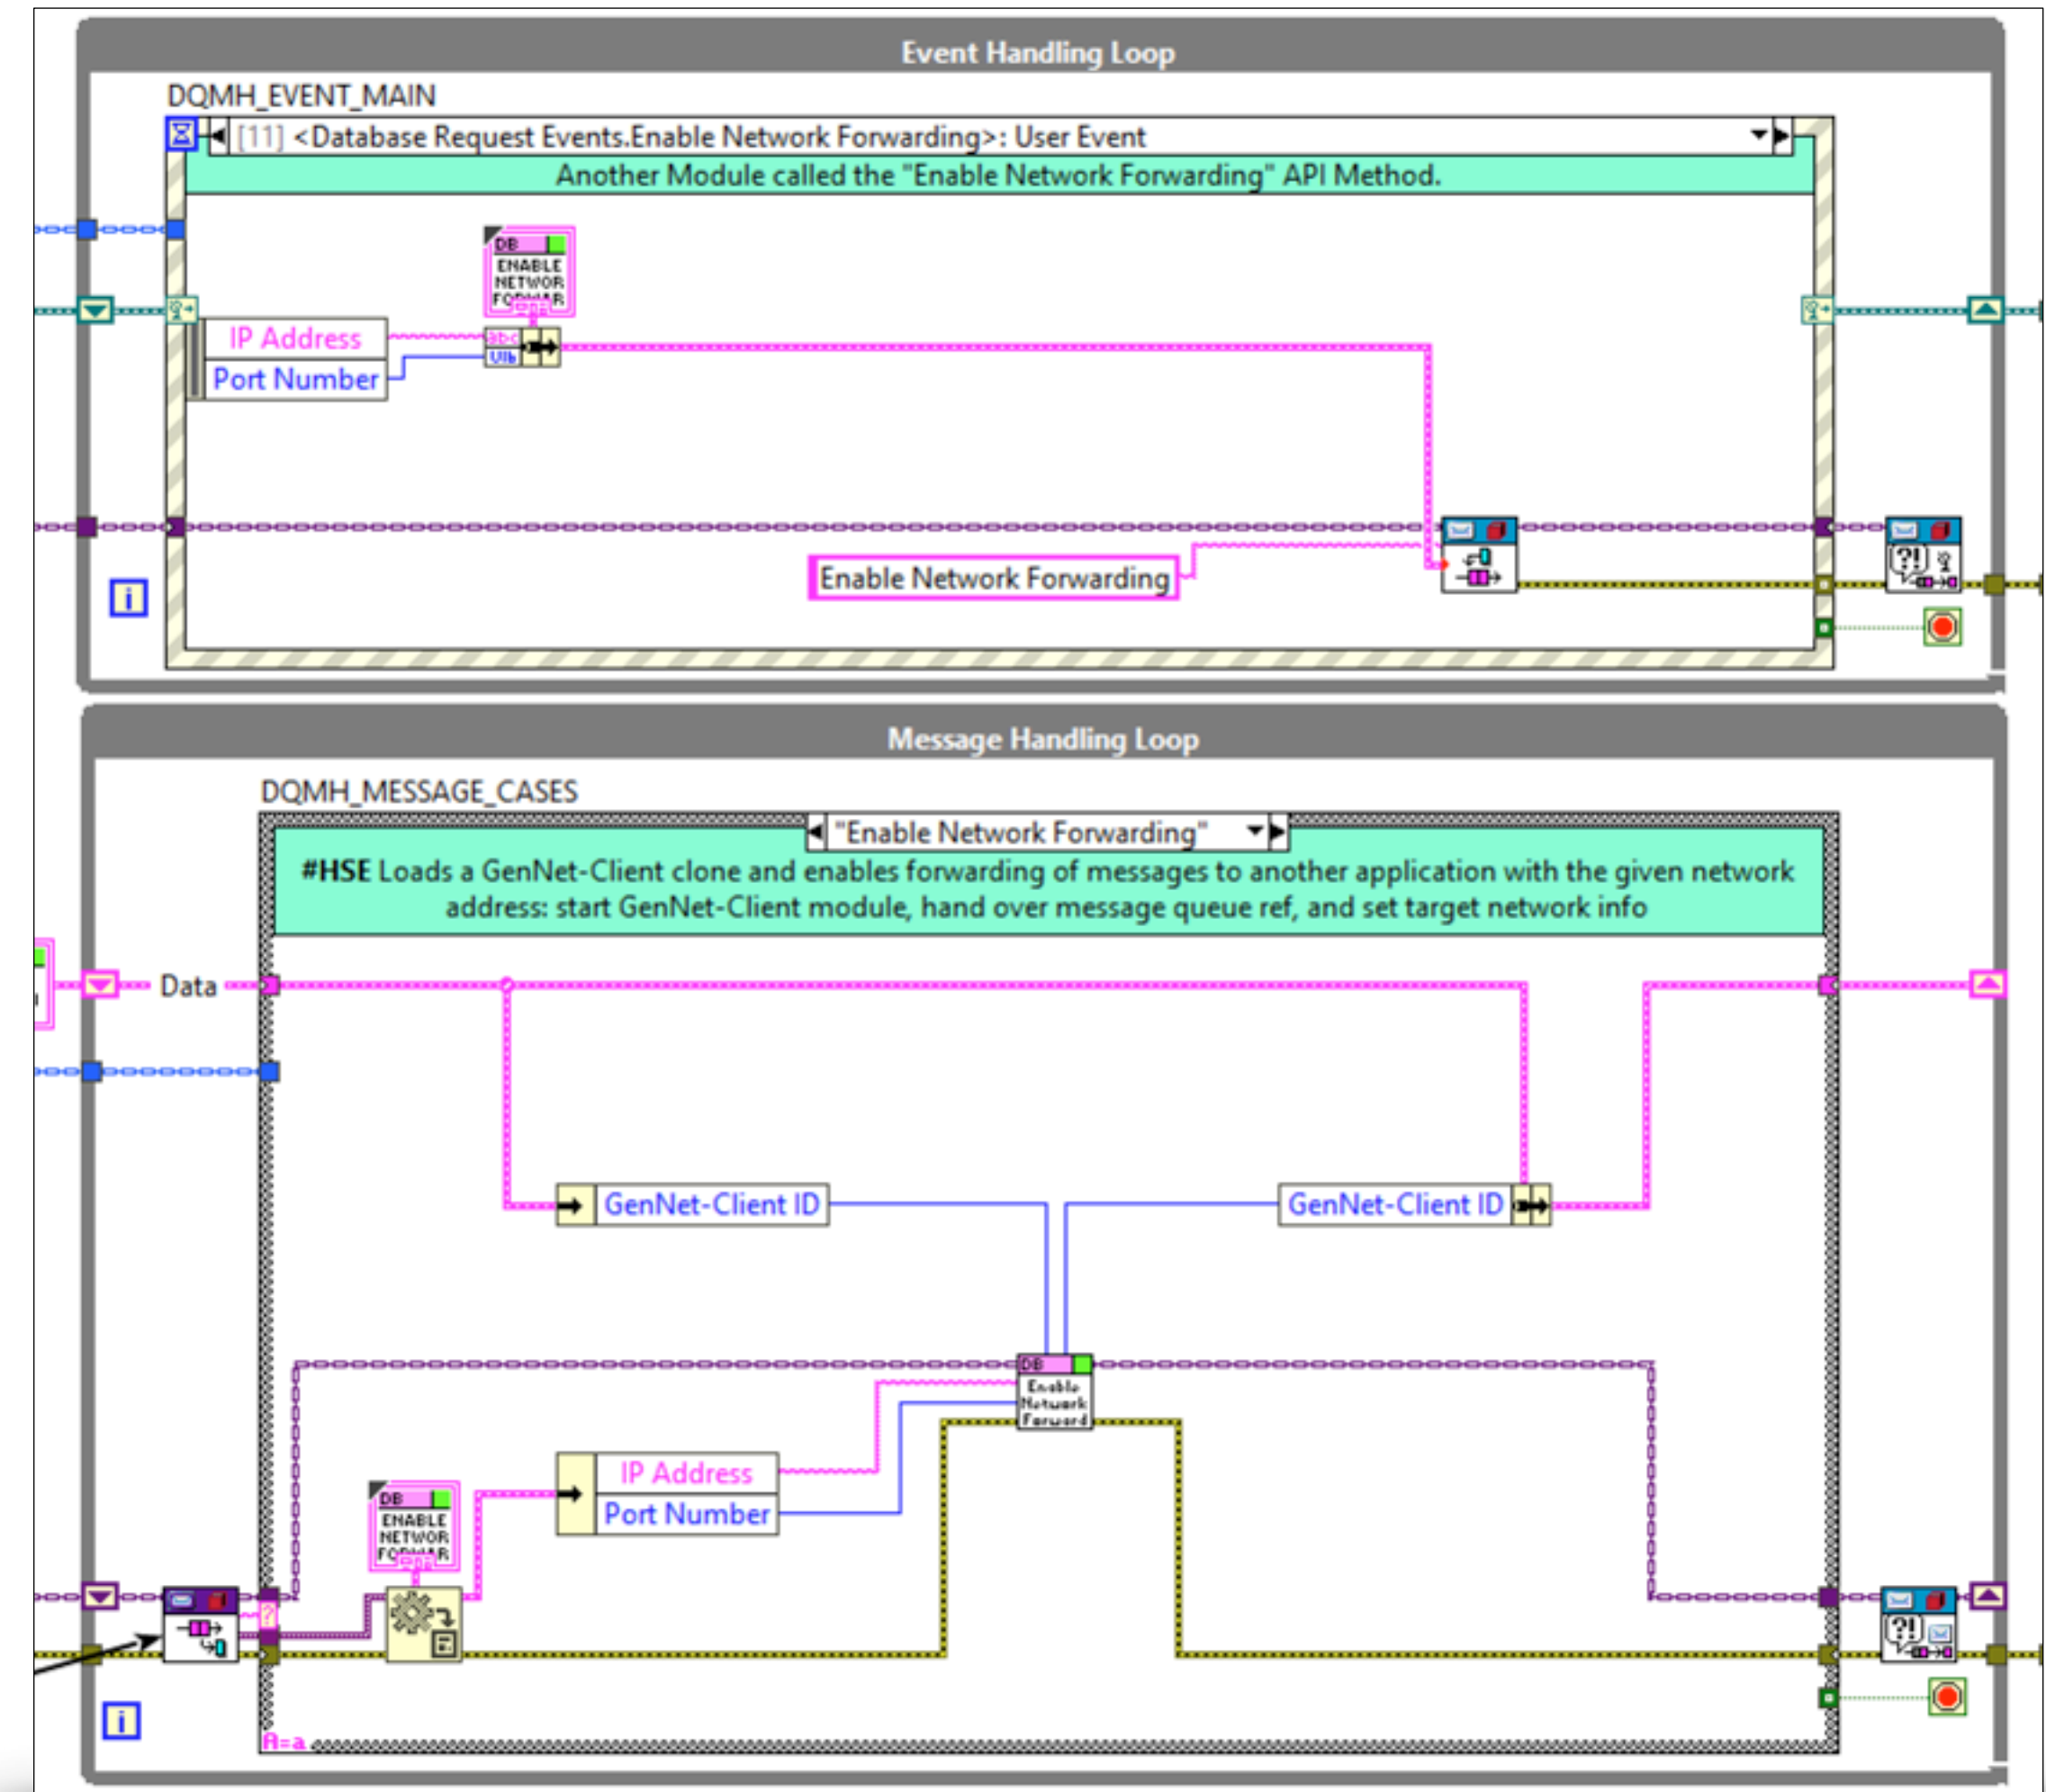 Event Handling Loop
DQMH_EVENT_MAIN
[11] <Database Request Events.Enable Network Forwarding>: User Event
Another Module called the "Enable Network Forwarding" API Method.
DB
ENABLE
NETWOR
IP Address
abc
Port Number
U16
Enable Network Forwarding
?!
i
Message Handling Loop
DQMH_MESSAGE_CASES
"Enable Network Forwarding"
#HSE Loads a GenNet-Client clone and enables forwarding of messages to another application with the given network
address: start GenNet-Client module, hand over message queue ref, and set target network info
Data
GenNet-Client ID
GenNet-Client ID
DB
Enable
Network
Forward
IP Address
Port Number
DB
ENABLE
NETWOR
?
?!
i
A=a